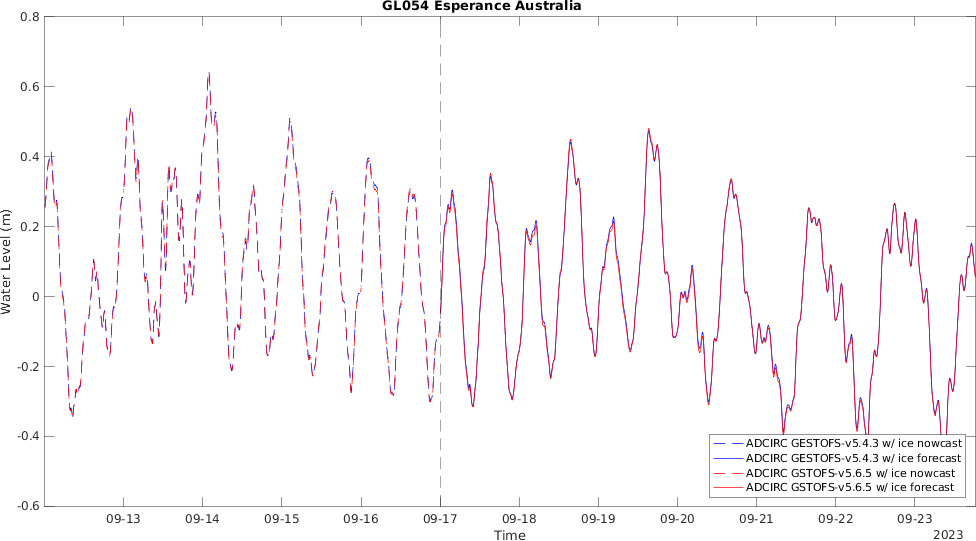 GL054 Esperance Australia
Water Level (m)
0.8
0.6
0.4
0.2
0
-0.2
-0.4
-0.6
ADCIRC GESTOFS-v5.4.3 w/ ice nowcast
ADCIRC GESTOFS-v5.4.3 w/ ice forecast
ADCIRC GSTOFS-v5.6.5 w/ ice nowcast
ADCIRC GSTOFS-v5.6.5 w/ ice forecast
09-13 09-14 09-15 09-16 09-17 09-18 09-19 09-20 09-21 09-22 09-23
Time
2023